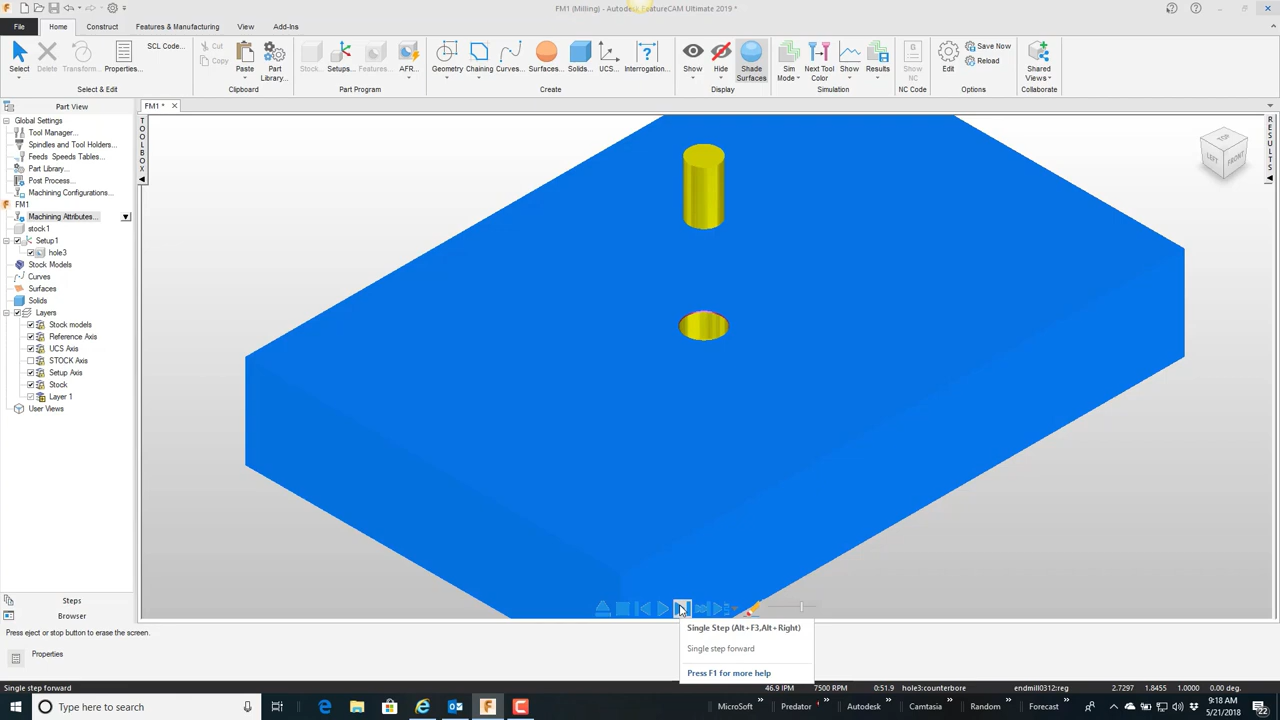 FM1 (Milling) - Autodesk FeatureCAM Ultimate 2019 *
File
Home
Construct
Features & Manufacturing
View
Add-Ins
Select
Delete
Transform...
Properties...
SCL Code...
Cut
Copy
Paste
Part Library...
Stock...
Setups...
Features...
AFR...
Geometry
Chaining
Curves...
Surfaces...
Solids...
UCS...
Interrogation...
Show
Hide
Shade Surfaces
Sim Mode
Next Tool Color
Show
Results
Show NC
Edit
Save Now
Reload
Shared Views
Select & Edit
Clipboard
Part Program
Create
Display
Simulation
NC Code
Options
Collaborate
Part View
FM1 *
Global Settings
Tool Manager...
Spindles and Tool Holders...
Feeds Speeds Tables...
Part Library...
Post Process...
Machining Configurations...
FM1
Machining Attributes...
stock1
Setup1
hole3
Stock Models
Curves
Surfaces
Solids
Layers
Stock models
Reference Axis
UCS Axis
STOCK Axis
Setup Axis
Stock
Layer 1
User Views
TOOLBOX
RESULTS
TOP
LEFT
FRONT
Steps
Browser
Single Step (Alt+F3,Alt+Right)
Single step forward
Press F1 for more help
Press eject or stop button to erase the screen.
Properties
Single step forward
46.9 IPM
7500 RPM
0:51.9
hole3:counterbore
endmill0312:reg
2.7297
1.8455
1.0000
0.00 deg.
Type here to search
MicroSoft
Predator
Autodesk
Camtasia
Random
Forecast
9:18 AM
5/21/2018
22